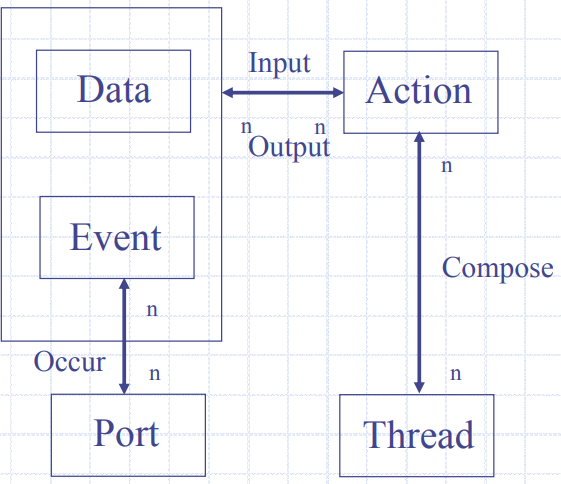 Input
Data
Action
n
n
Output
n
Event
Compose
n
Occur
n
n
Port
Thread